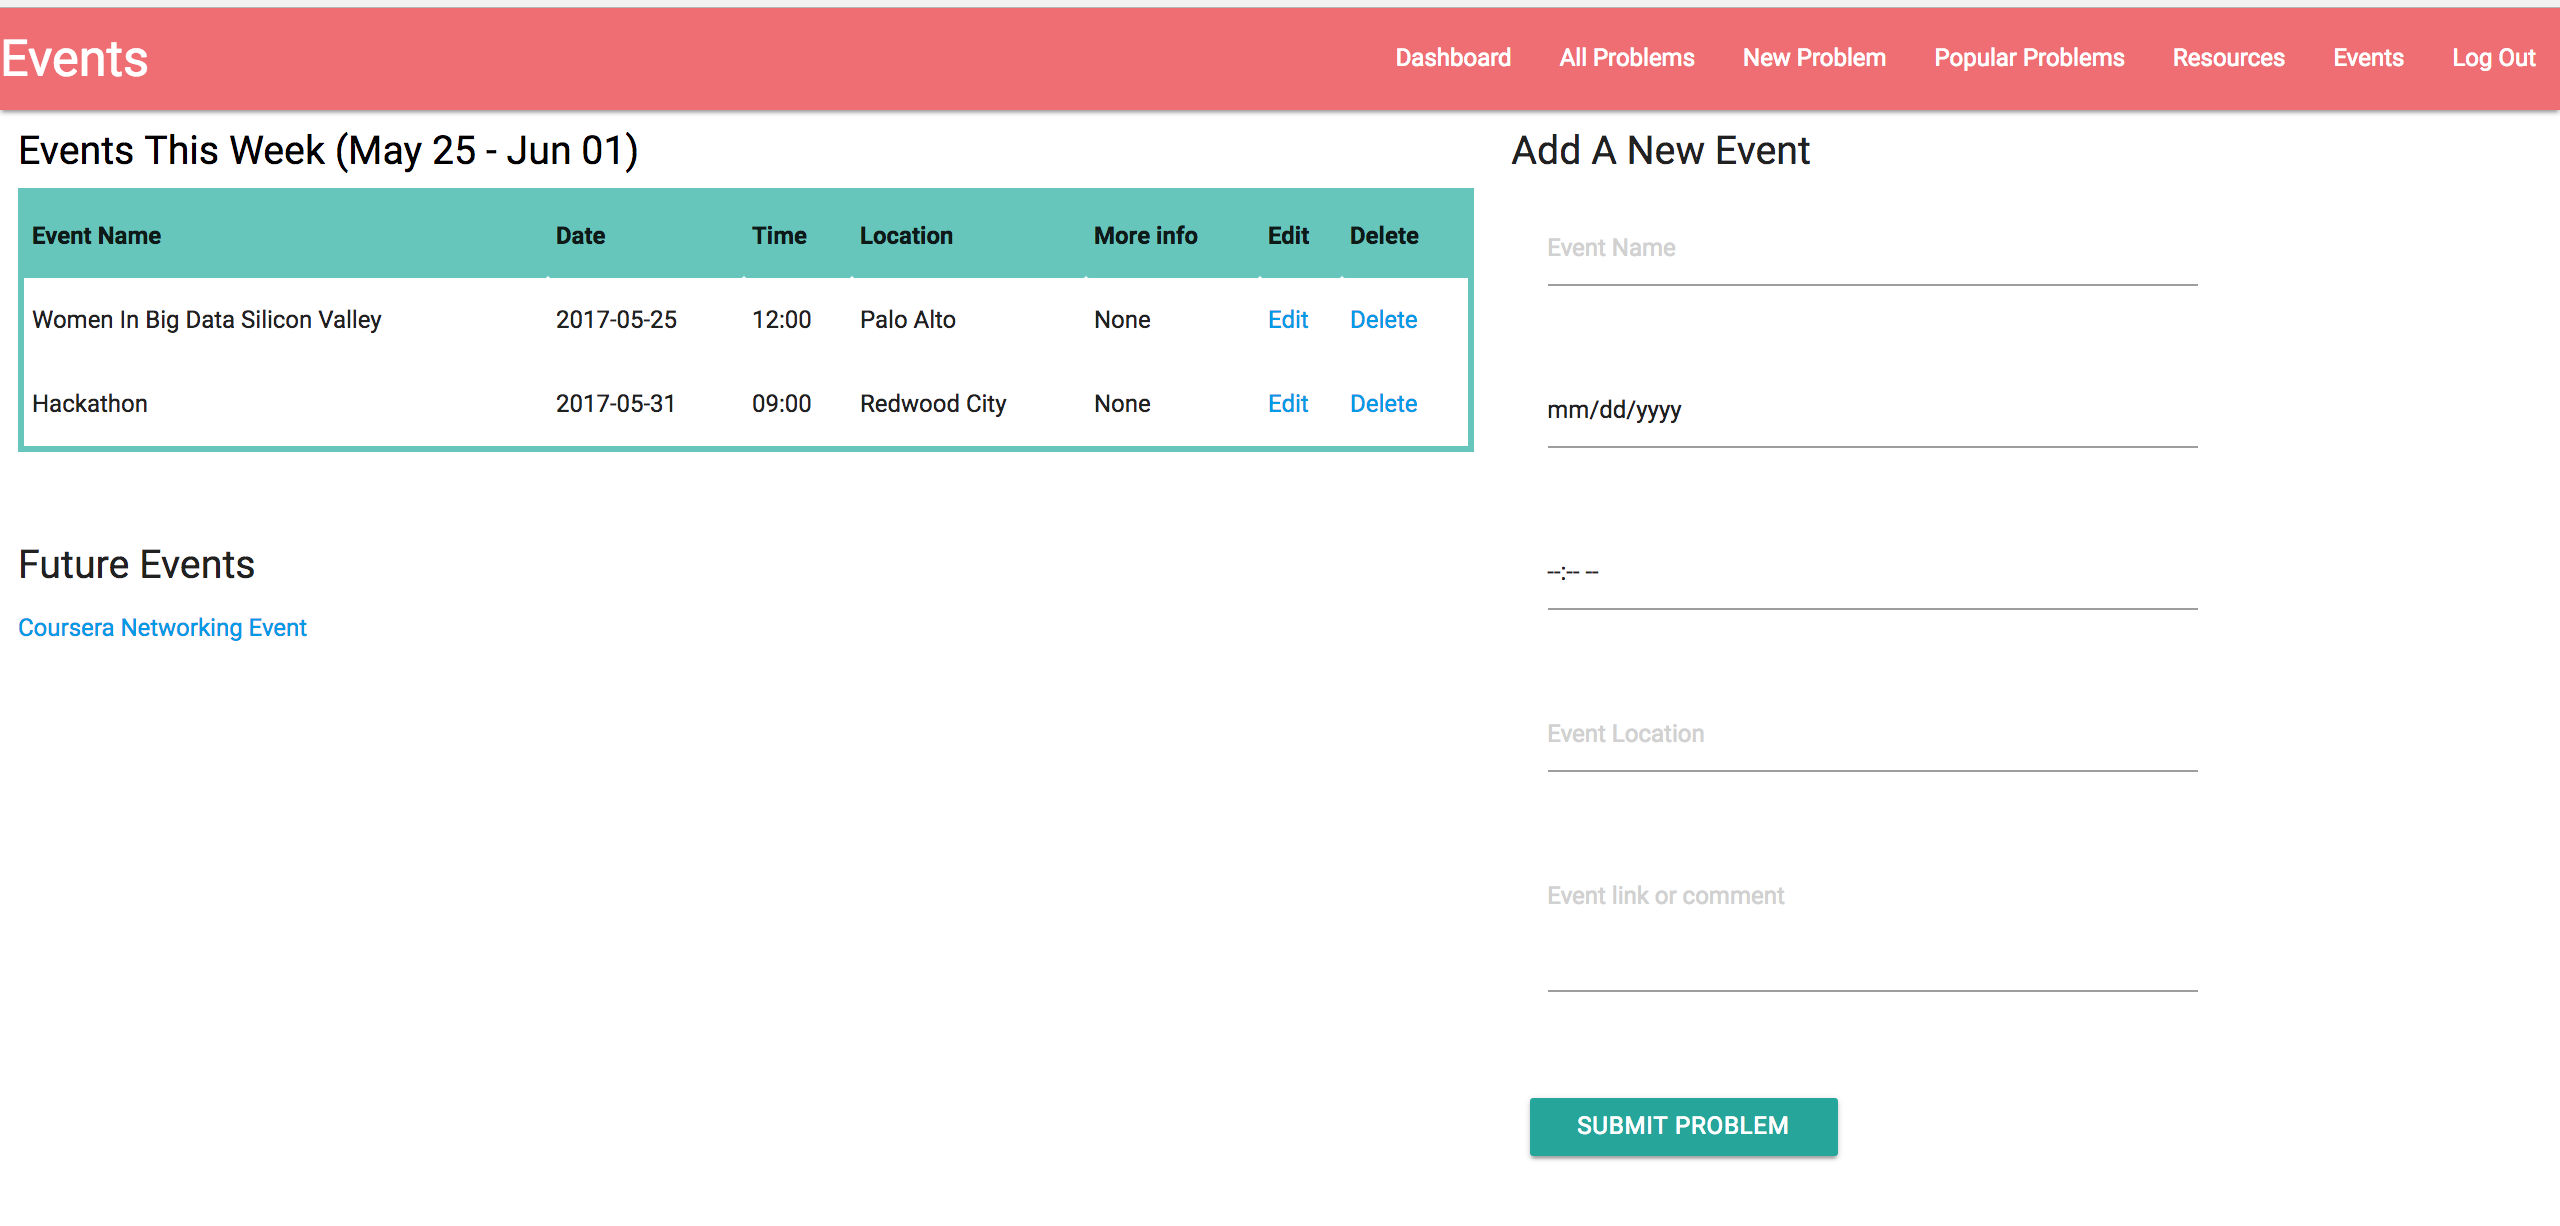 Events
Dashboard All Problems New Problem Popular Problems Resources Events Log Out
Events This Week (May 25 - Jun 01)
Event Name Date Time Location More info Edit Delete
Women In Big Data Silicon Valley 2017-05-25 12:00 Palo Alto None Edit Delete
Hackathon 2017-05-31 09:00 Redwood City None Edit Delete
Future Events
Coursera Networking Event
Add A New Event
Event Name
mm/dd/yyyy
--:-- --
Event Location
Event link or comment
SUBMIT PROBLEM